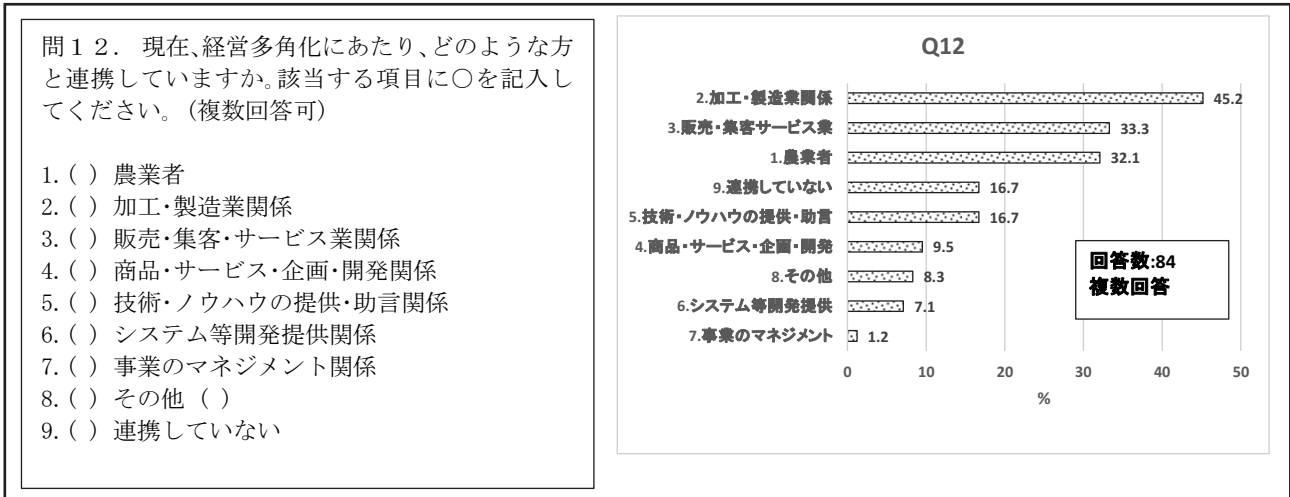 問１２．　現在、経営多角化にあたり、どのような方
と連携していますか。該当する項目に〇を記入し
てください。（複数回答可）
1.（ ）農業者
2.（ ）加工・製造業関係
3.（ ）販売・集客・サービス業関係
4.（ ）商品・サービス・企画・開発関係
5.（ ）技術・ノウハウの提供・助言関係
6.（ ）システム等開発提供関係
7.（ ）事業のマネジメント関係
8.（ ）その他（ ）
9.（ ）連携していない
Q12
2.加工・製造業関係 45.2
3.販売・集客サービス業 33.3
1.農業者 32.1
9.連携していない 16.7
5.技術・ノウハウの提供・助言 16.7
4.商品・サービス・企画・開発 9.5
8.その他 8.3
6.システム等開発提供 7.1
7.事業のマネジメント 1.2
回答数:84
複数回答
0 10 20 30 40 50
%